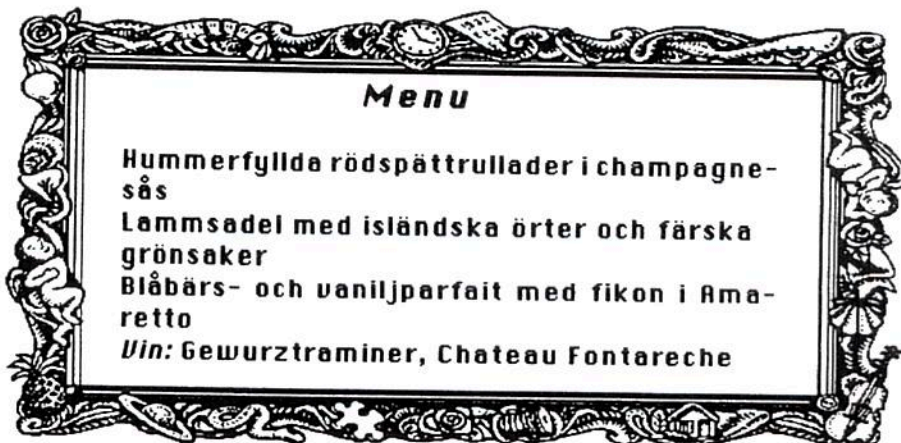 Menu
Hummerfyllda rödspättrullader i champagne-
sås
Lammsadel med isländska örter och färska
grönsaker
Blåbärs- och vaniljparfait med fikon i Ama-
retto
Vin: Gewurztraminer, Chateau Fontareche